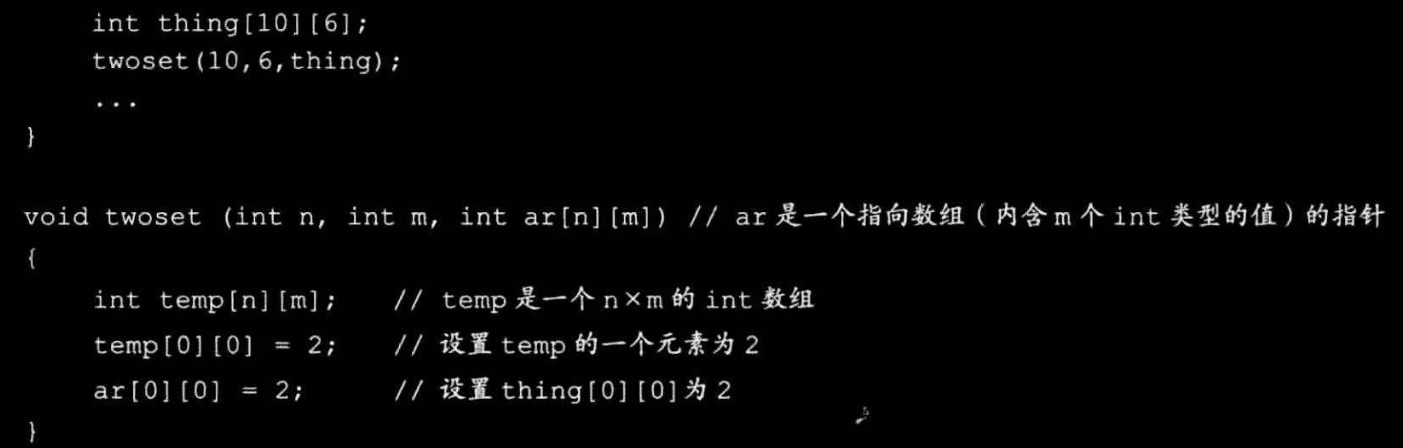 int thing[10][6];
twoset(10,6,thing);
...
}
void twoset (int n, int m, int ar[n][m]) // ar 是一个指向数组（内含 m 个 int 类型的值）的指针
{
int temp[n][m]; // temp 是一个 n×m 的 int 数组
temp[0][0] = 2; // 设置 temp 的一个元素为 2
ar[0][0] = 2; // 设置 thing[0][0]为 2
}